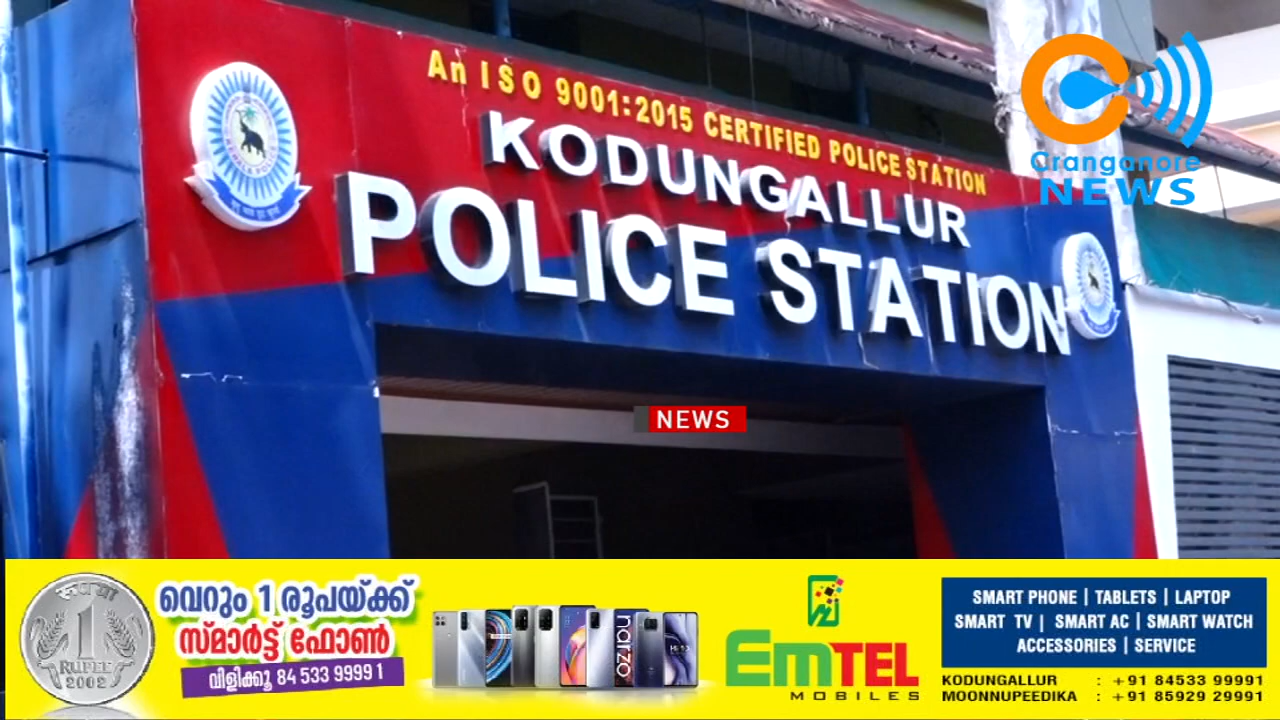 An ISO 9001:2015 CERTIFIED POLICE STATION
KODUNGALLUR
POLICE STATION
Cranganore
NEWS
NEWS
1
RUPEE
2002
വെറും 1 രൂപയ്ക്ക്
സ്മാർട്ട് ഫോൺ
വിളിക്കൂ 84 533 9999 1
narzo
EmTEL
MOBILES
SMART PHONE | TABLETS | LAPTOP
SMART TV | SMART AC | SMART WATCH
ACCESSORIES | SERVICE
KODUNGALLUR : +91 84533 99991
MOONNUPEEDIKA : +91 85929 29991